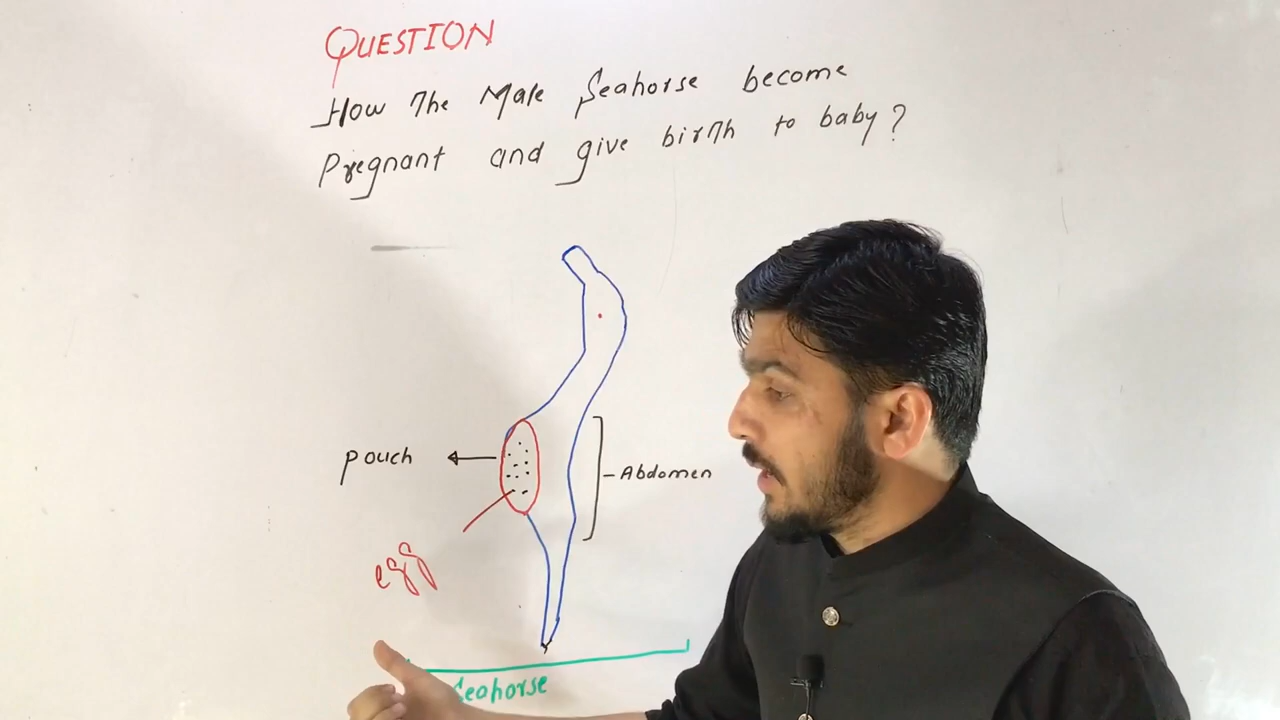 QUESTION
How The Male Seahorse become
Pregnant and give birth to baby?
pouch
Abdomen
egg
Seahorse